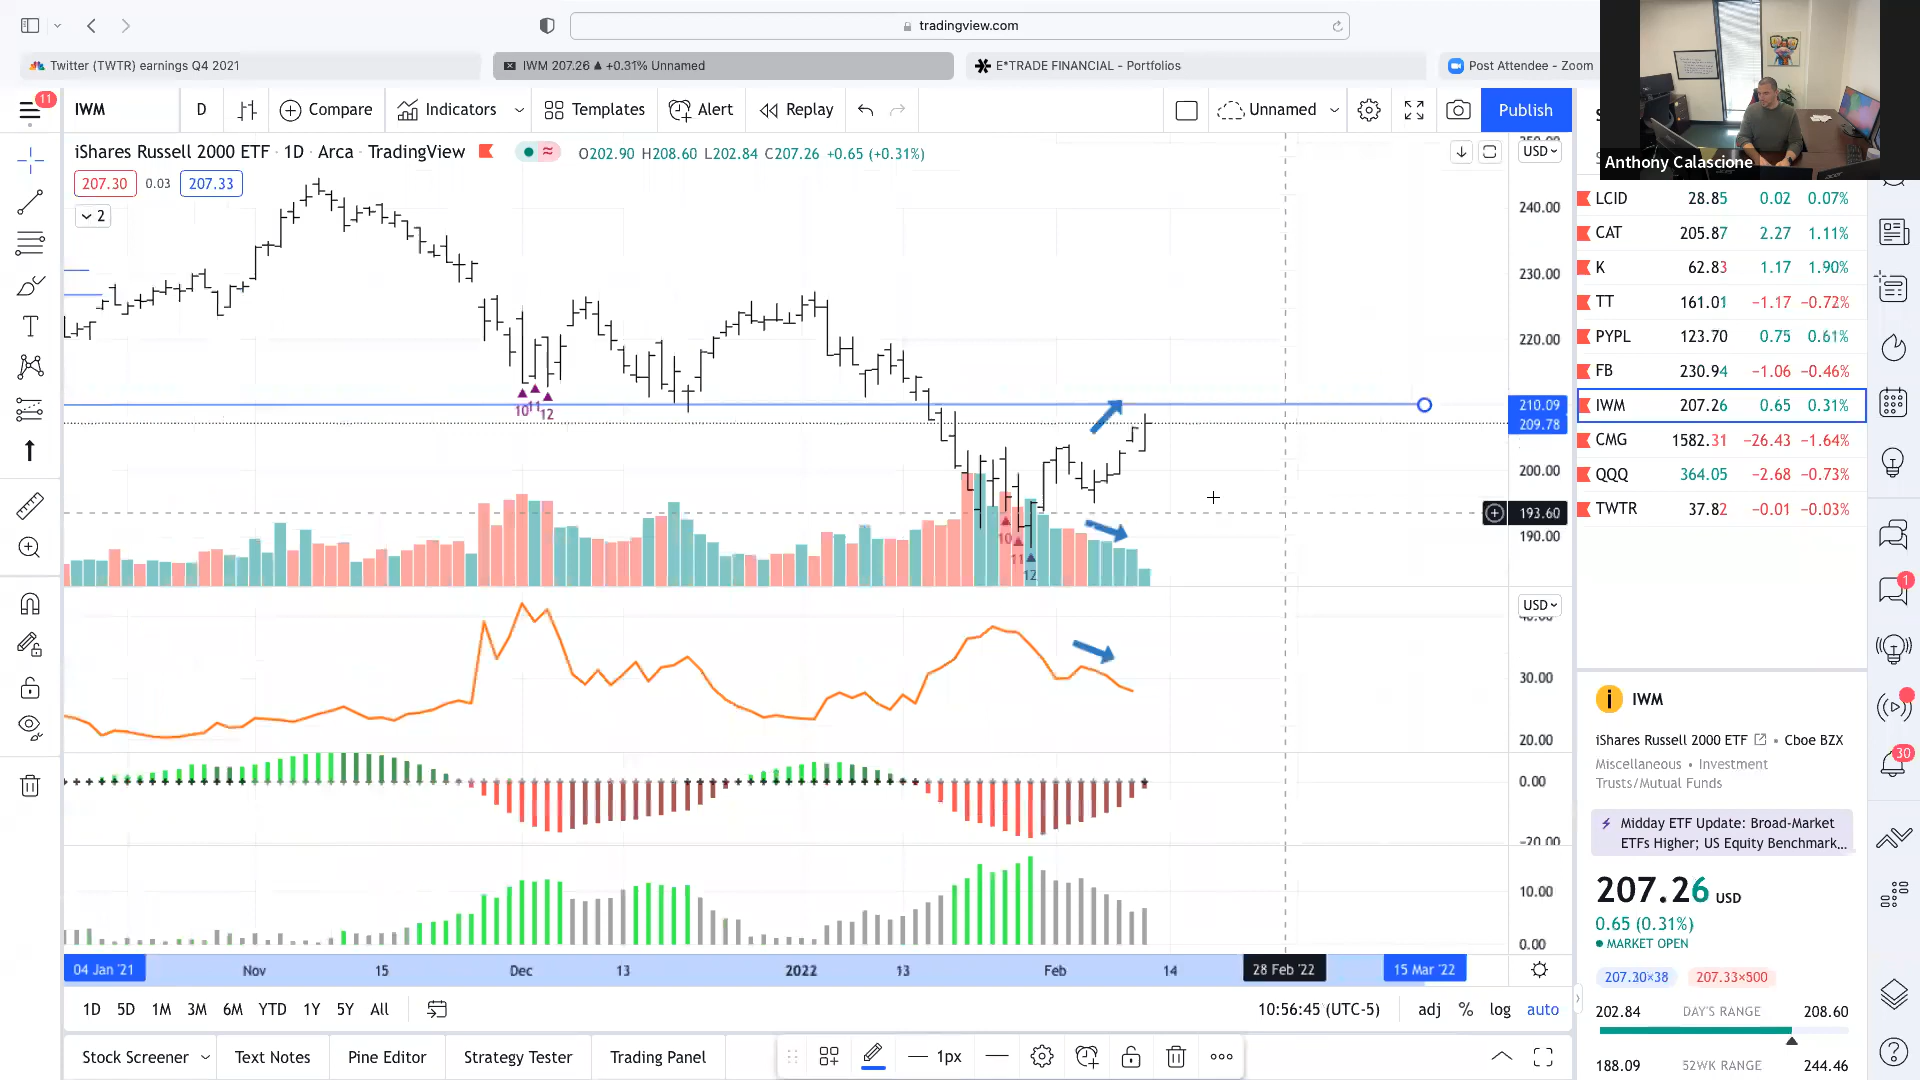 tradingview.com
Twitter (TWTR) earnings Q4 2021
IWM 207.26 ▲ +0.31% Unnamed
E*TRADE FINANCIAL - Portfolios
Post Attendee - Zoom
11
IWM
D
Compare
Indicators
Templates
Alert
Replay
Unnamed
Publish
Anthony Calascione
iShares Russell 2000 ETF · 1D · Arca · TradingView
O202.90 H208.60 L202.84 C207.26 +0.65 (+0.31%)
207.30 0.03 207.33
2
USD
240.00
230.00
220.00
210.09
209.78
200.00
193.60
190.00
10 11 12
10
11
12
USD
30.00
20.00
0.00
-20.00
10.00
0.00
04 Jan '21 Nov 15 Dec 13 2022 13 Feb 14 28 Feb '22 15 Mar '22
1D 5D 1M 3M 6M YTD 1Y 5Y All
10:56:45 (UTC-5) adj % log auto
Stock Screener Text Notes Pine Editor Strategy Tester Trading Panel
1px
LCID 28.85 0.02 0.07%
CAT 205.87 2.27 1.11%
K 62.83 1.17 1.90%
TT 161.01 −1.17 −0.72%
PYPL 123.70 0.75 0.61%
FB 230.94 −1.06 −0.46%
IWM 207.26 0.65 0.31%
CMG 1582.31 −26.43 −1.64%
QQQ 364.05 −2.68 −0.73%
TWTR 37.82 −0.01 −0.03%
IWM
iShares Russell 2000 ETF • Cboe BZX
Miscellaneous • Investment
Trusts/Mutual Funds
Midday ETF Update: Broad-Market
ETFs Higher; US Equity Benchmark...
207.26 USD
0.65 (0.31%)
MARKET OPEN
207.30×38 207.33×500
202.84 DAY'S RANGE 208.60
188.09 52WK RANGE 244.46
1
30